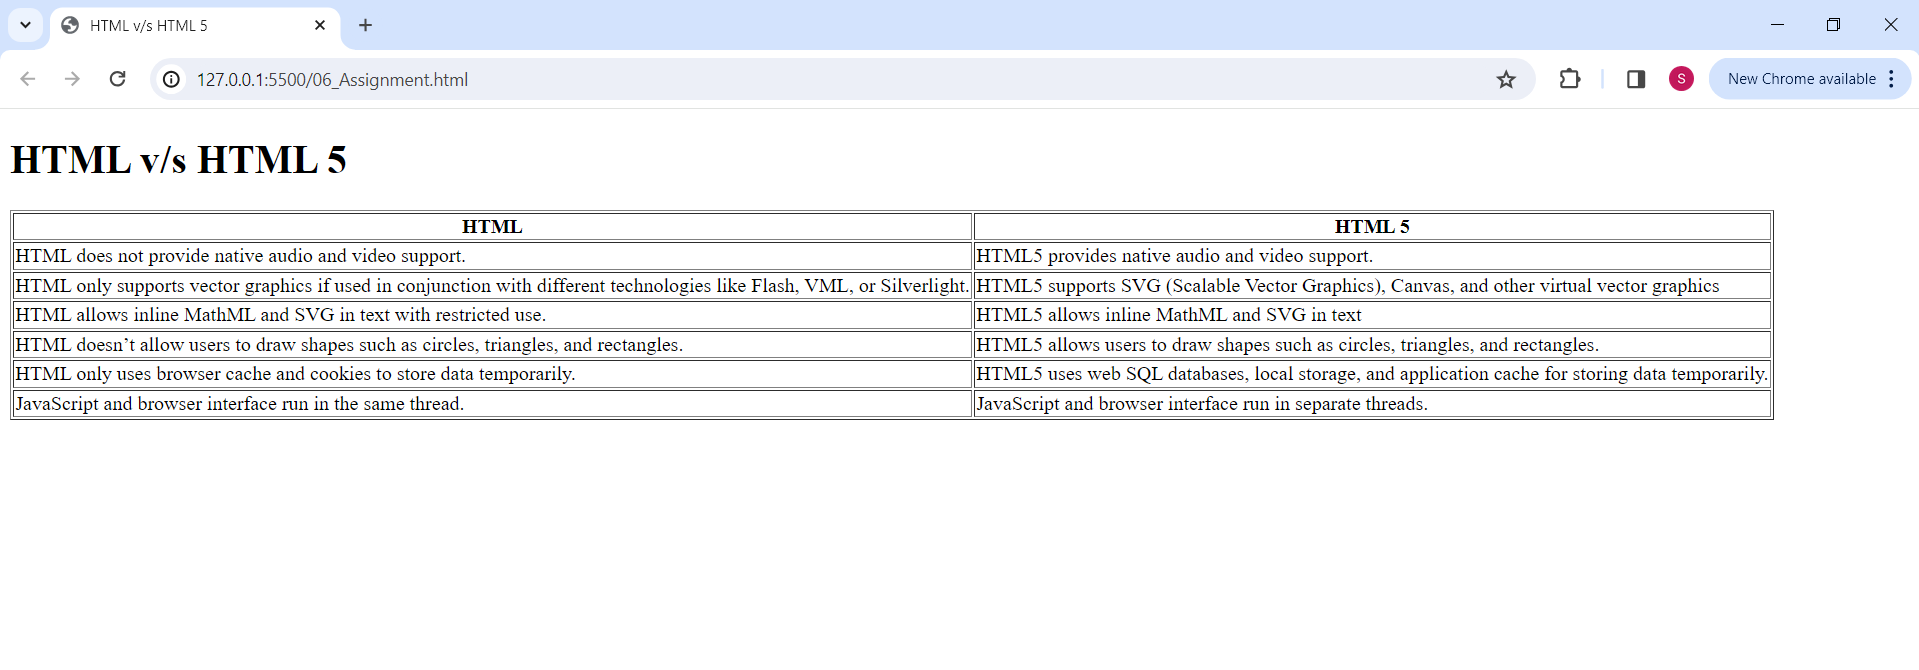 HTML v/s HTML 5
127.0.0.1:5500/06_Assignment.html
S
New Chrome available
HTML v/s HTML 5
HTML HTML 5
HTML does not provide native audio and video support. HTML5 provides native audio and video support.
HTML only supports vector graphics if used in conjunction with different technologies like Flash, VML, or Silverlight. HTML5 supports SVG (Scalable Vector Graphics), Canvas, and other virtual vector graphics
HTML allows inline MathML and SVG in text with restricted use. HTML5 allows inline MathML and SVG in text
HTML doesn’t allow users to draw shapes such as circles, triangles, and rectangles. HTML5 allows users to draw shapes such as circles, triangles, and rectangles.
HTML only uses browser cache and cookies to store data temporarily. HTML5 uses web SQL databases, local storage, and application cache for storing data temporarily.
JavaScript and browser interface run in the same thread. JavaScript and browser interface run in separate threads.